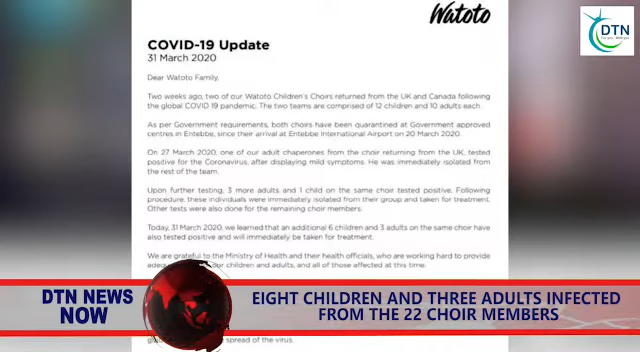 Watoto
DTN
COVID-19 Update
31 March 2020
Dear Watoto Family,
Two weeks ago, two of our Watoto Children's Choirs returned from the UK and Canada following
the global COVID 19 pandemic. The two teams are comprised of 12 children and 10 adults each.
As per Government requirements, both choirs have been quarantined at Government approved
centres in Entebbe, since their arrival at Entebbe International Airport on 20 March 2020.
On 27 March 2020, one of our adult chaperones from the choir returning from the UK, tested
positive for the Coronavirus, after displaying mild symptoms. He was immediately isolated from
the rest of the team.
Upon further testing, 3 more adults and 1 child on the same choir tested positive. Following
procedure, these individuals were immediately isolated from their group and taken for treatment.
Other tests were also done for the remaining choir members.
Today, 31 March 2020, we learned that an additional 6 children and 3 adults on the same choir have
also tested positive and will immediately be taken for treatment.
We are grateful to the Ministry of Health and their health officials, who are working hard to provide
our children and adults, and all of those affected at this time.
DTN NEWS
NOW
EIGHT CHILDREN AND THREE ADULTS INFECTED
FROM THE 22 CHOIR MEMBERS
spread of the virus.